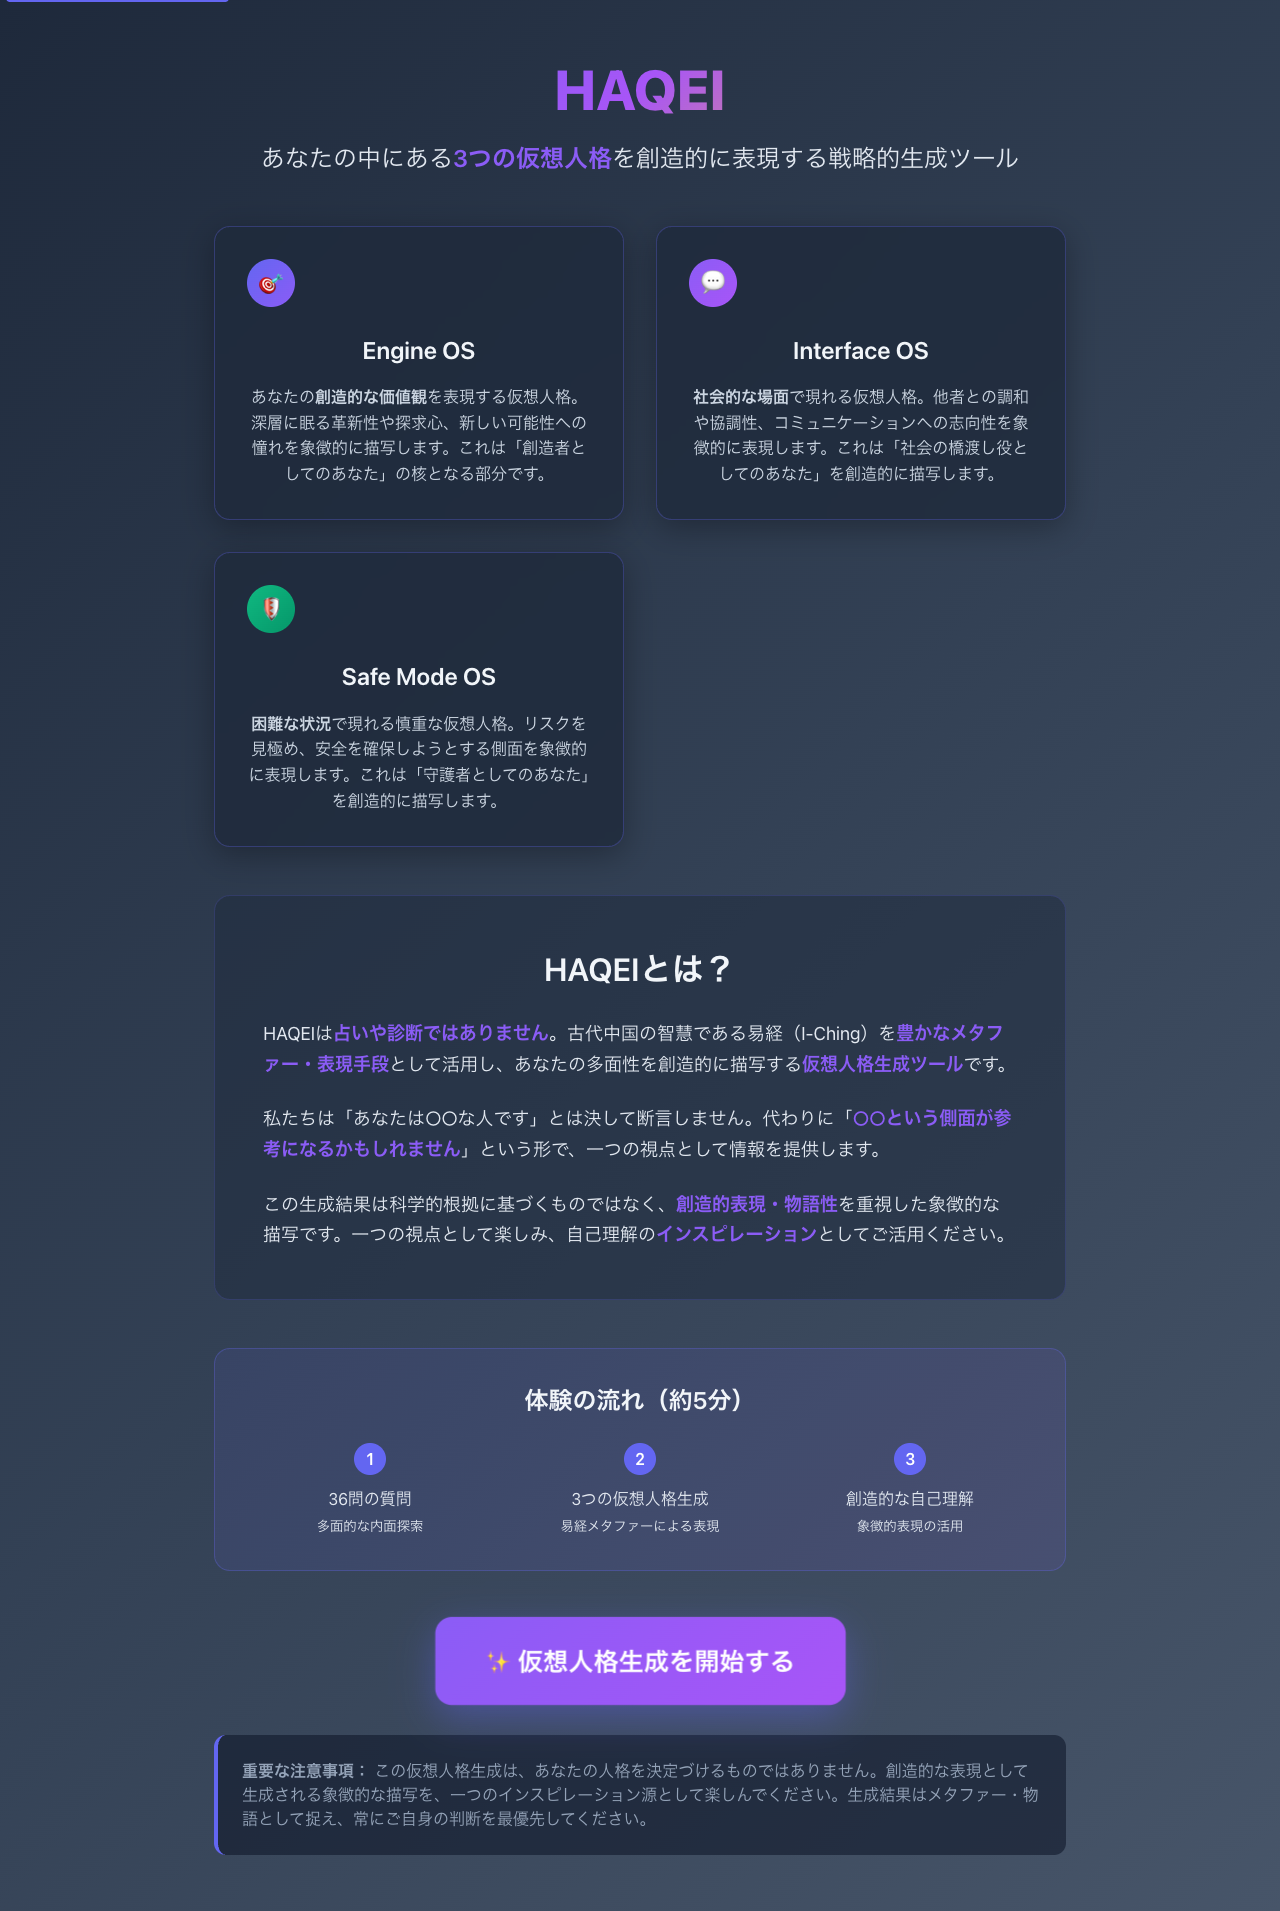 HAQEI
あなたの中にある3つの仮想人格を創造的に表現する戦略的生成ツール
Engine OS
あなたの創造的な価値観を表現する仮想人格。
深層に眠る革新性や探求心、新しい可能性への
憧れを象徴的に描写します。これは「創造者と
してのあなた」の核となる部分です。
Interface OS
社会的な場面で現れる仮想人格。他者との調和
や協調性、コミュニケーションへの志向性を象
徴的に表現します。これは「社会の橋渡し役と
してのあなた」を創造的に描写します。
Safe Mode OS
困難な状況で現れる慎重な仮想人格。リスクを
見極め、安全を確保しようとする側面を象徴的
に表現します。これは「守護者としてのあなた」
を創造的に描写します。
HAQEIとは？
HAQEIは占いや診断ではありません。古代中国の智慧である易経（I-Ching）を豊かなメタフ
ァー・表現手段として活用し、あなたの多面性を創造的に描写する仮想人格生成ツールです。
私たちは「あなたは〇〇な人です」とは決して断言しません。代わりに「〇〇という側面が参
考になるかもしれません」という形で、一つの視点として情報を提供します。
この生成結果は科学的根拠に基づくものではなく、創造的表現・物語性を重視した象徴的な
描写です。一つの視点として楽しみ、自己理解のインスピレーションとしてご活用ください。
体験の流れ（約5分）
1
36問の質問
多面的な内面探索
2
3つの仮想人格生成
易経メタファーによる表現
3
創造的な自己理解
象徴的表現の活用
✨ 仮想人格生成を開始する
重要な注意事項： この仮想人格生成は、あなたの人格を決定づけるものではありません。創造的な表現として
生成される象徴的な描写を、一つのインスピレーション源として楽しんでください。生成結果はメタファー・物
語として捉え、常にご自身の判断を最優先してください。